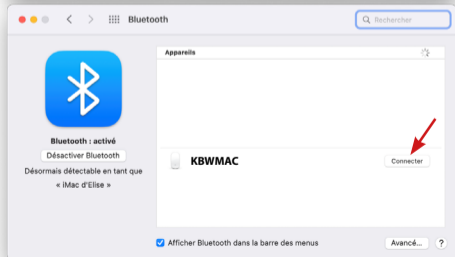 Bluetooth
Rechercher
Appareils
Bluetooth : activé
Désactiver Bluetooth
Désormais détectable en tant que
« iMac d'Elise »
KBWMAC
Connecter
Afficher Bluetooth dans la barre des menus
Avancé...
?